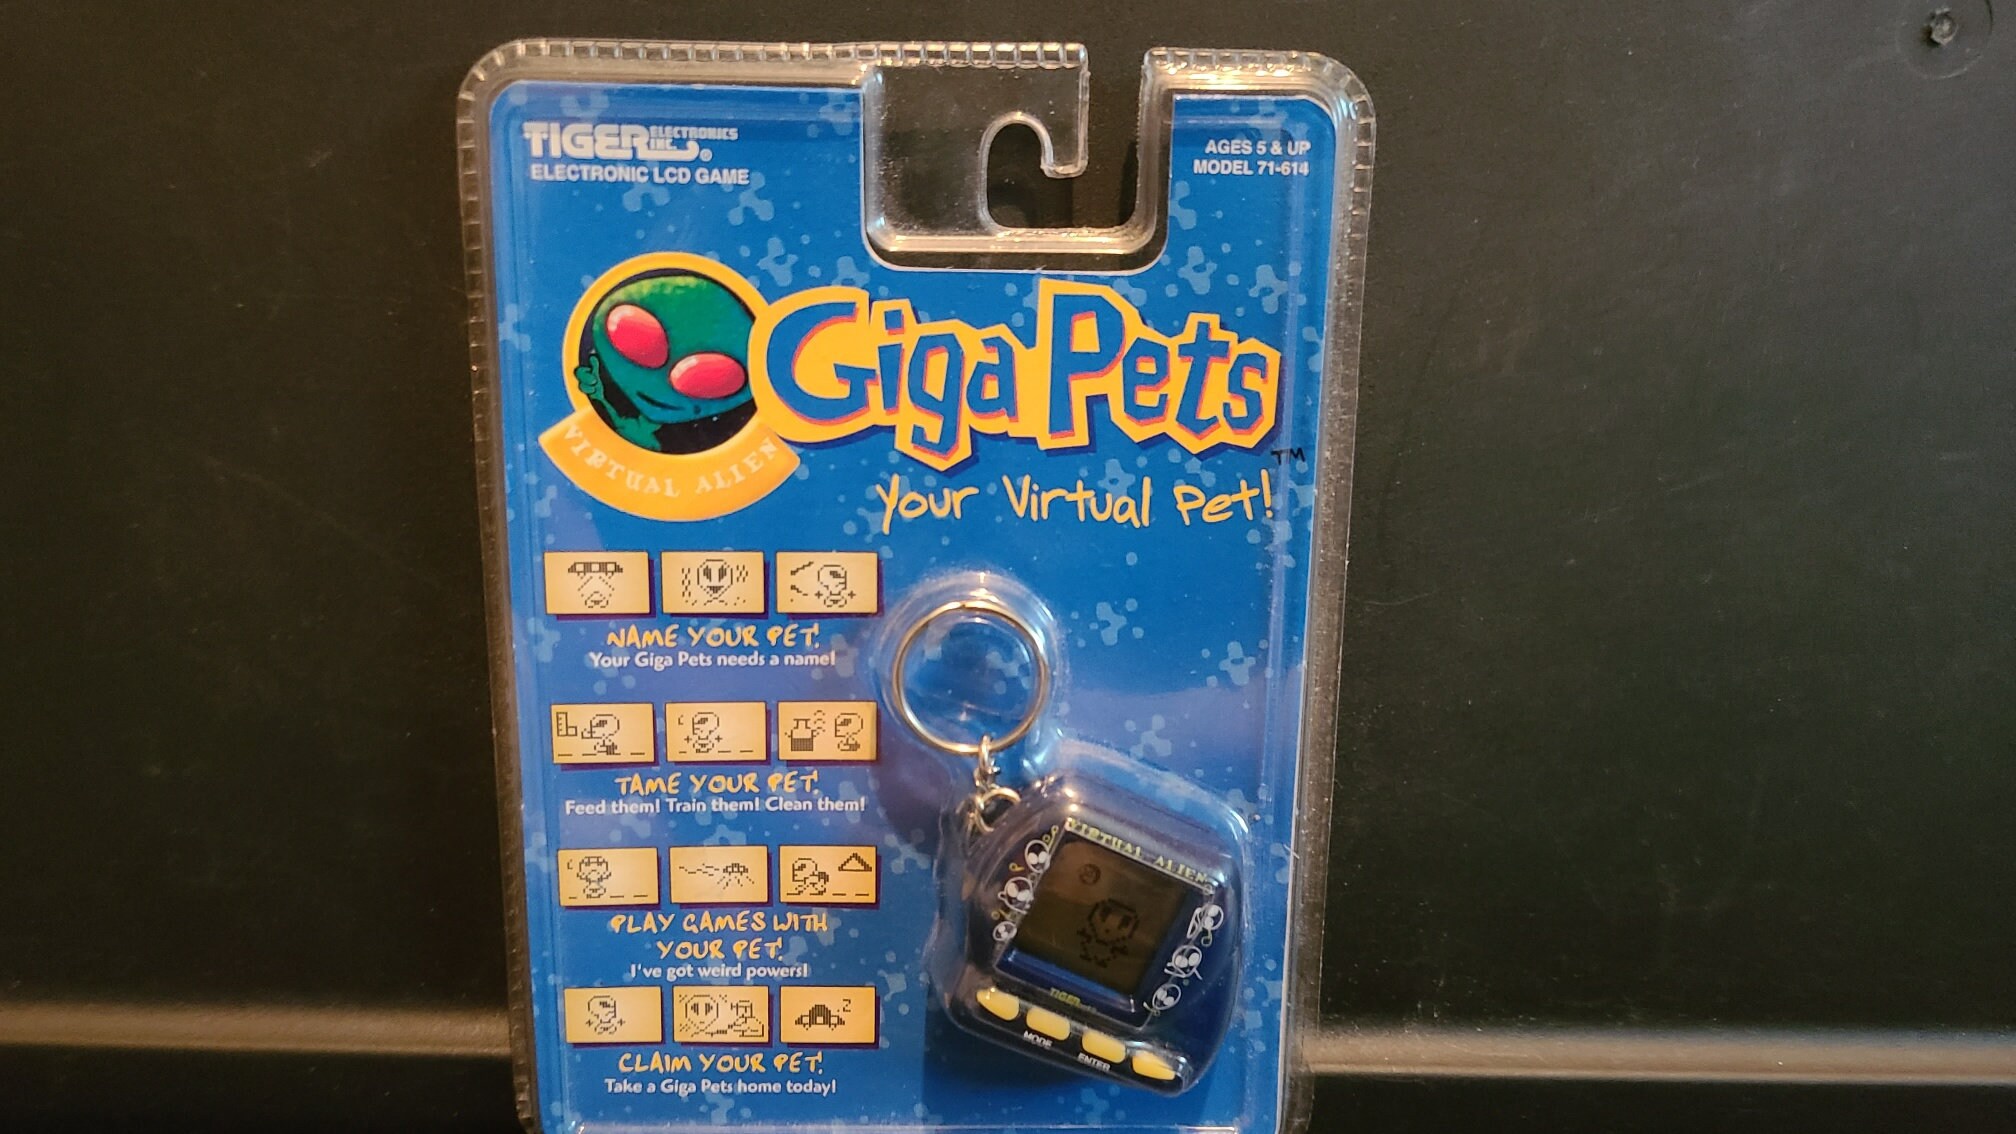 TIGER ELECTRONICS INC.®
ELECTRONIC LCD GAME
AGES 5 & UP
MODEL 71-614
VIRTUAL ALIEN
Giga Pets™
Your Virtual Pet!
NAME YOUR PET!
Your Giga Pets needs a name!
TAME YOUR PET!
Feed them! Train them! Clean them!
PLAY GAMES WITH
YOUR PET!
I've got weird powers!
CLAIM YOUR PET!
Take a Giga Pets home today!
VIRTUAL ALIEN
TIGER
MODE
ENTER